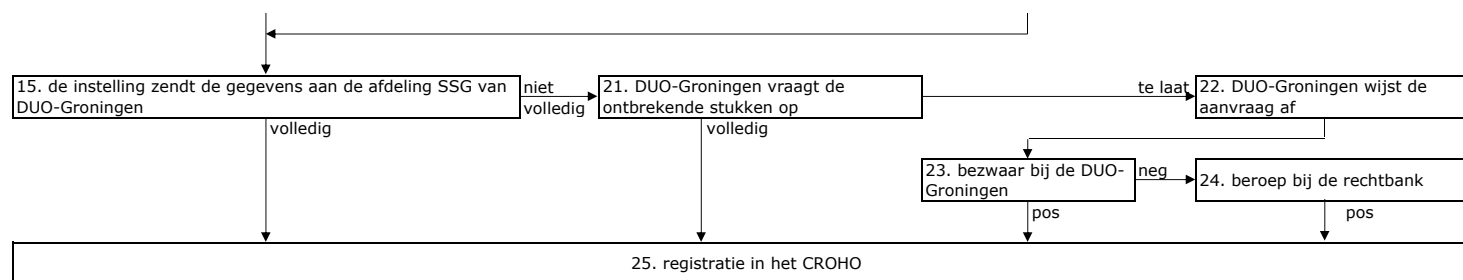 15. de instelling zendt de gegevens aan de afdeling SSG van
DUO-Groningen
niet
volledig
21. DUO-Groningen vraagt de
ontbrekende stukken op
te laat
22. DUO-Groningen wijst de
aanvraag af
volledig
volledig
23. bezwaar bij de DUO-
Groningen
neg
24. beroep bij de rechtbank
pos
pos
25. registratie in het CROHO